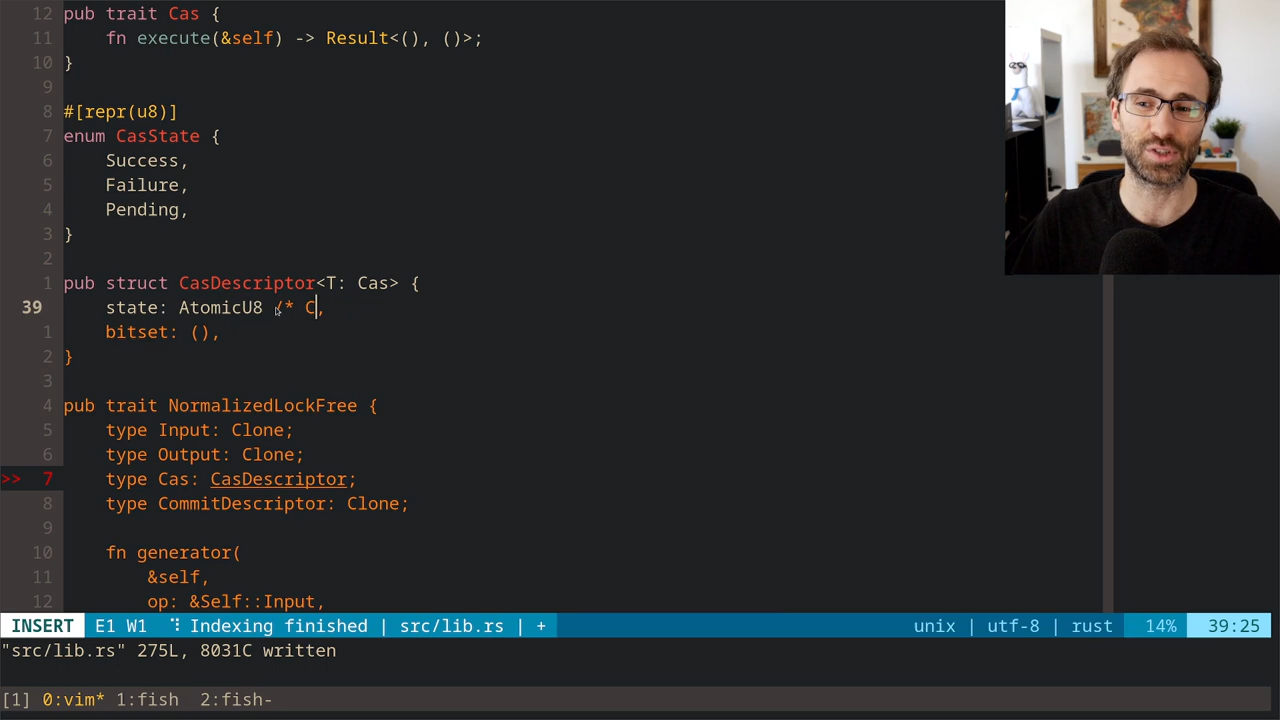 12 pub trait Cas {
11     fn execute(&self) -> Result<(), ()>;
10 }
9
8 #[repr(u8)]
7 enum CasState {
6     Success,
5     Failure,
4     Pending,
3 }
2
1 pub struct CasDescriptor<T: Cas> {
39     state: AtomicU8 /* C,
1     bitset: (),
2 }
3
4 pub trait NormalizedLockFree {
5     type Input: Clone;
6     type Output: Clone;
>> 7     type Cas: CasDescriptor;
8     type CommitDescriptor: Clone;
9
10     fn generator(
11         &self,
12         op: &Self::Input,
INSERT E1 W1 ⠹ Indexing finished | src/lib.rs | + unix | utf-8 | rust 14% 39:25
"src/lib.rs" 275L, 8031C written
[1] 0:vim* 1:fish 2:fish-